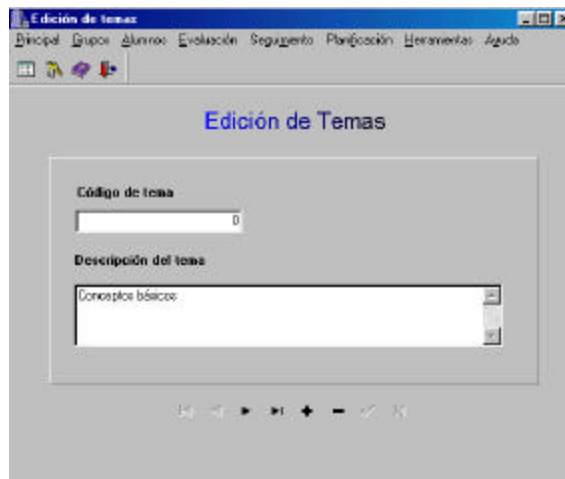 Edición de temas
Principal Grupos Alumnos Evaluación Seguimiento Planificación Herramientas Ayuda
Edición de Temas
Código de tema
0
Descripción del tema
Conceptos básicos